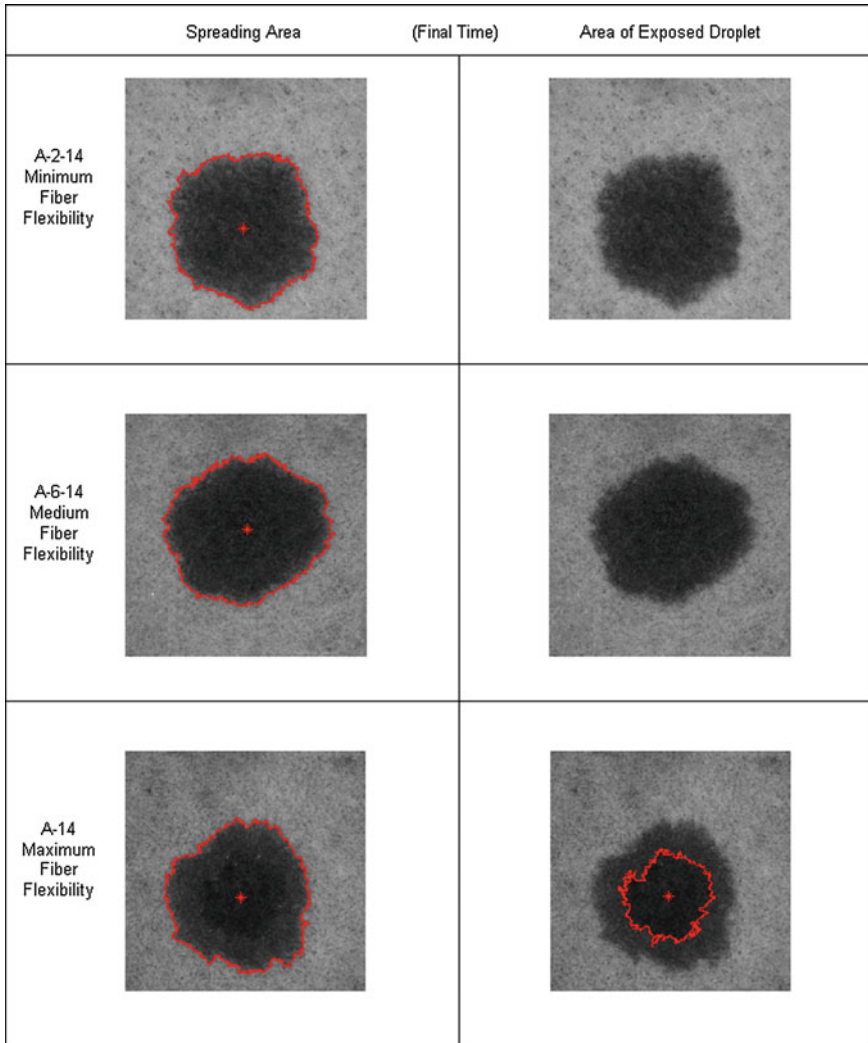 Spreading Area (Final Time) Area of Exposed Droplet
A-2-14
Minimum
Fiber
Flexibility
A-6-14
Medium
Fiber
Flexibility
A-14
Maximum
Fiber
Flexibility